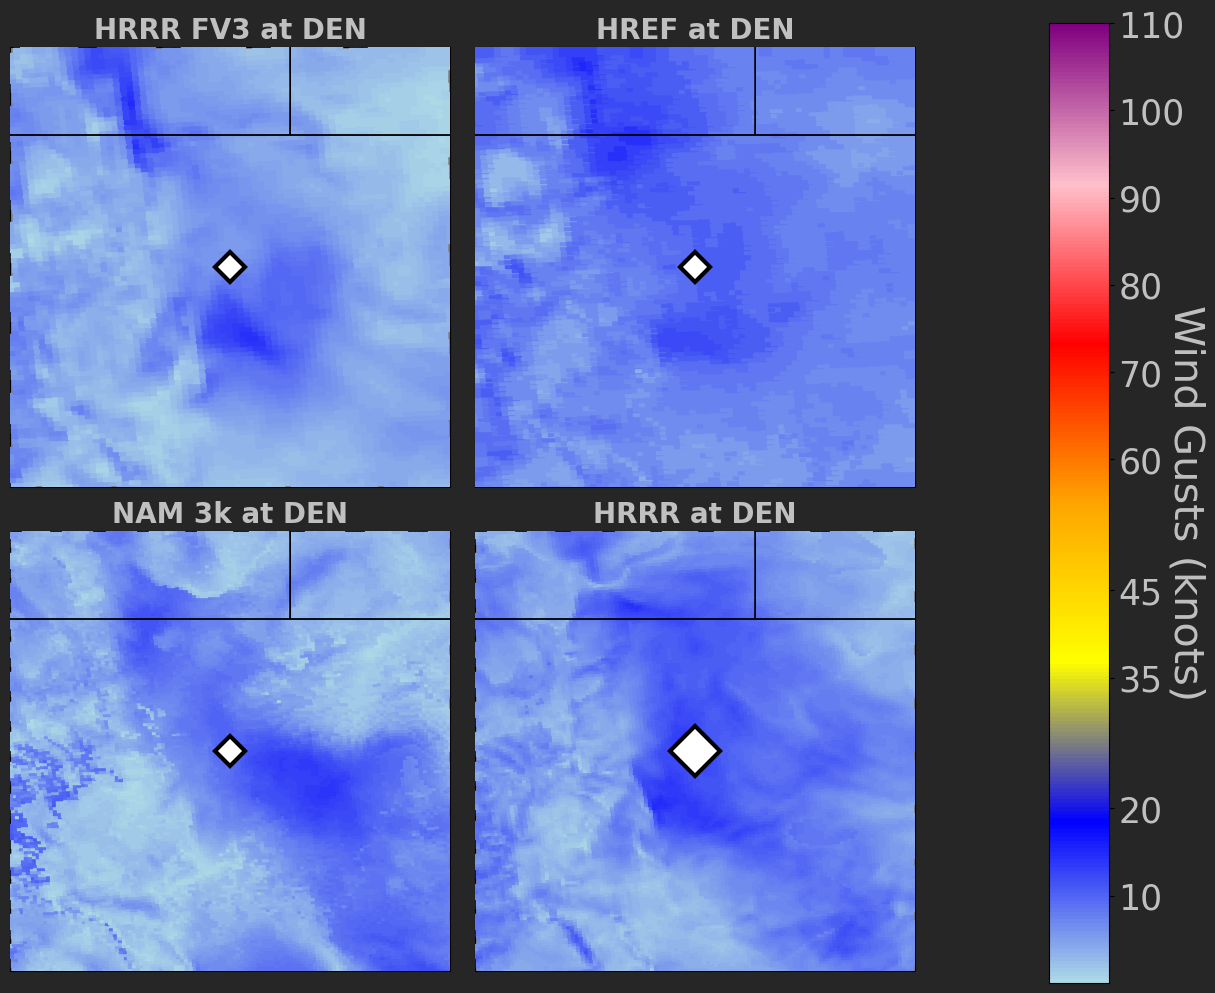 HRRR FV3 at DEN
HREF at DEN
NAM 3k at DEN
HRRR at DEN
110
100
90
80
70
60
45
35
20
10
Wind Gusts (knots)